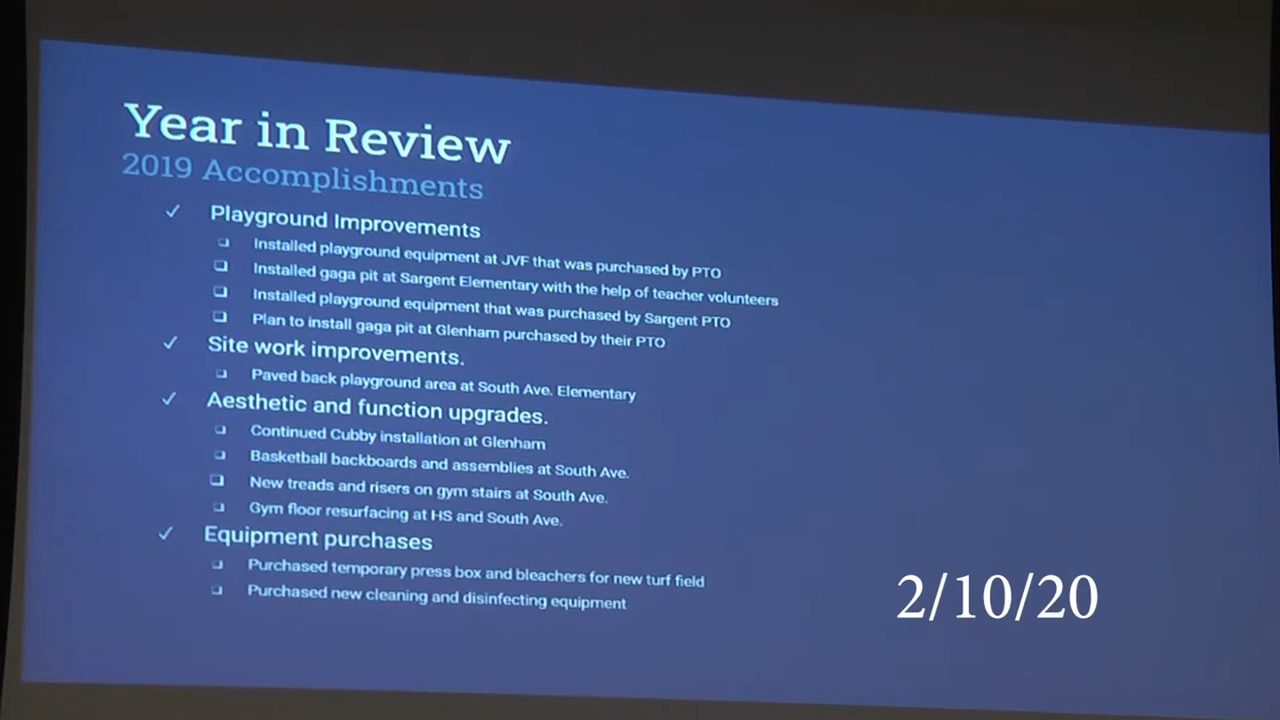 Year in Review
2019 Accomplishments
✓ Playground Improvements
❑ Installed playground equipment at JVF that was purchased by PTO
❑ Installed gaga pit at Sargent Elementary with the help of teacher volunteers
❑ Installed playground equipment that was purchased by Sargent PTO
❑ Plan to install gaga pit at Glenham purchased by their PTO
✓ Site work improvements.
❑ Paved back playground area at South Ave. Elementary
✓ Aesthetic and function upgrades.
❑ Continued Cubby installation at Glenham
❑ Basketball backboards and assemblies at South Ave.
❑ New treads and risers on gym stairs at South Ave.
❑ Gym floor resurfacing at HS and South Ave.
✓ Equipment purchases
❑ Purchased temporary press box and bleachers for new turf field
❑ Purchased new cleaning and disinfecting equipment
2/10/20